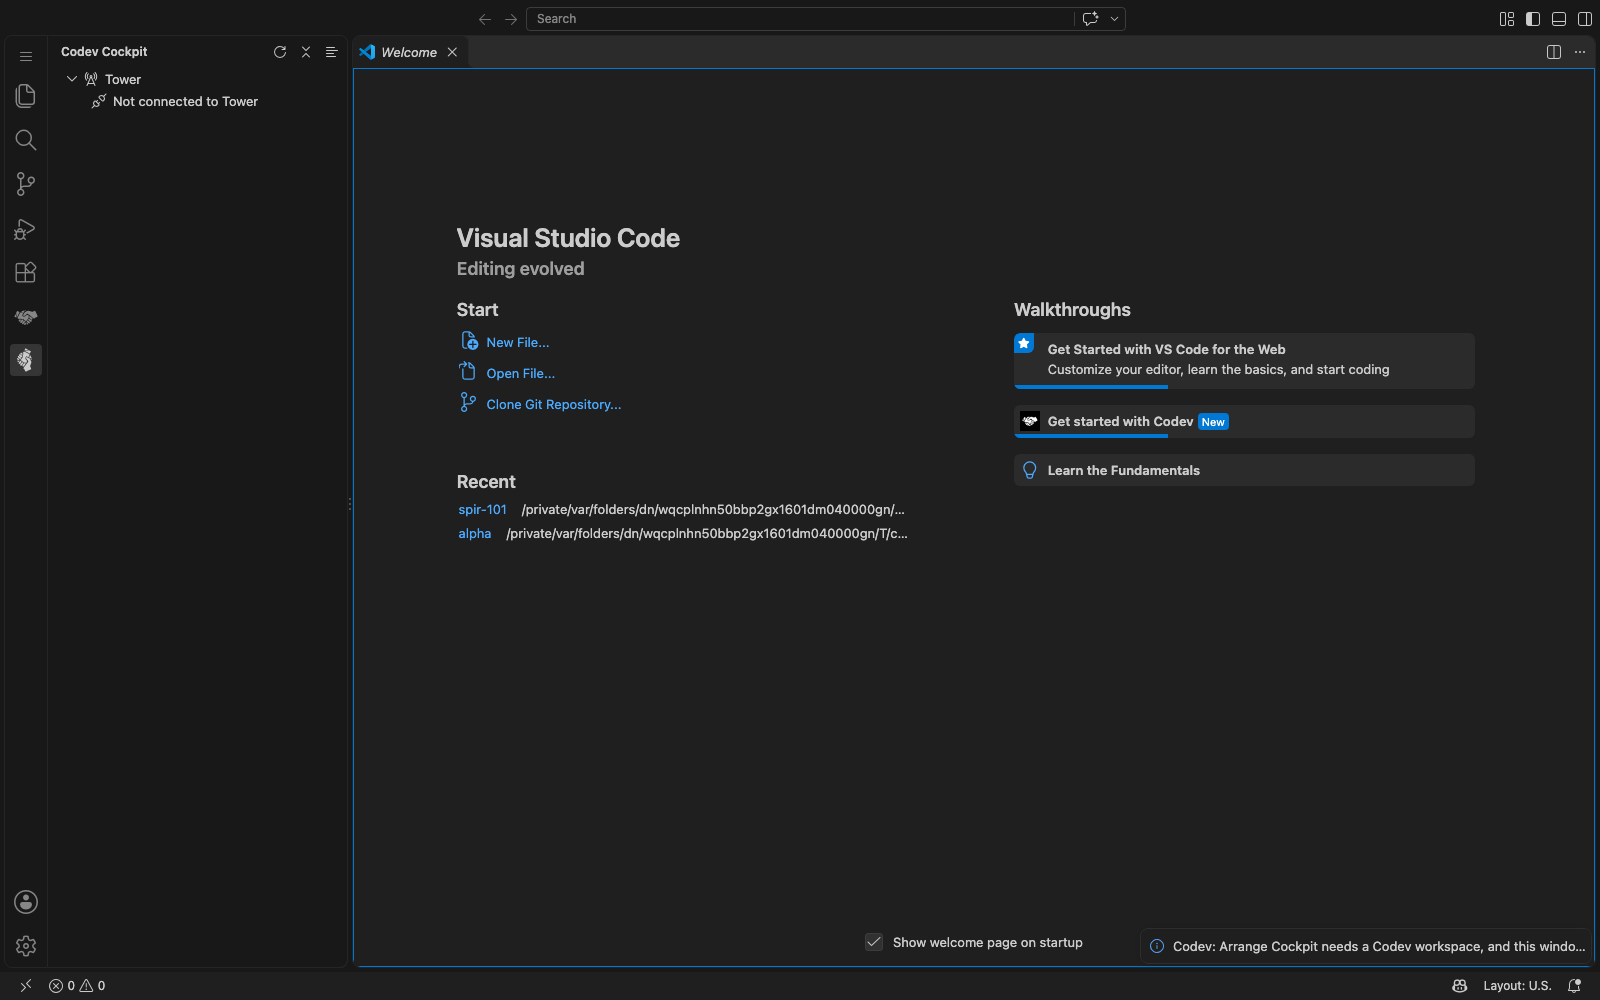 Search
Codev Cockpit
Tower
Not connected to Tower
Welcome
Visual Studio Code
Editing evolved
Start
New File...
Open File...
Clone Git Repository...
Recent
spir-101 /private/var/folders/dn/wqcplnhn50bbp2gx1601dm040000gn/...
alpha /private/var/folders/dn/wqcplnhn50bbp2gx1601dm040000gn/T/c...
Walkthroughs
Get Started with VS Code for the Web
Customize your editor, learn the basics, and start coding
Get started with Codev New
Learn the Fundamentals
Show welcome page on startup
Codev: Arrange Cockpit needs a Codev workspace, and this windo...
0 0
Layout: U.S.